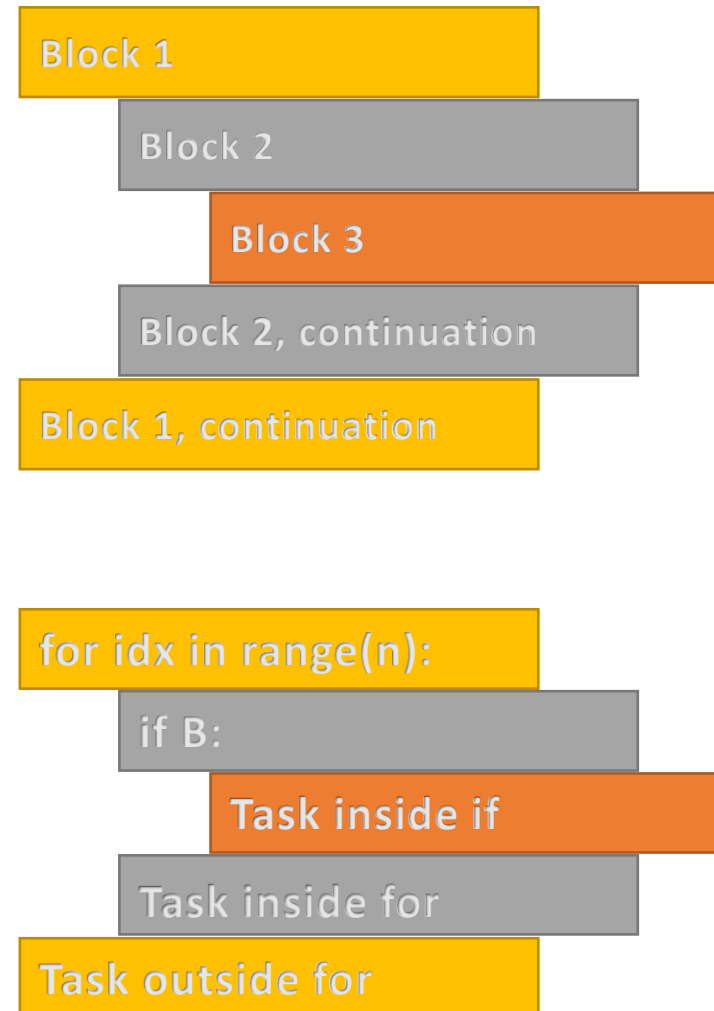 Block 1
Block 2
Block 3
Block 2, continuation
Block 1, continuation
for idx in range(n):
if B:
Task inside if
Task inside for
Task outside for